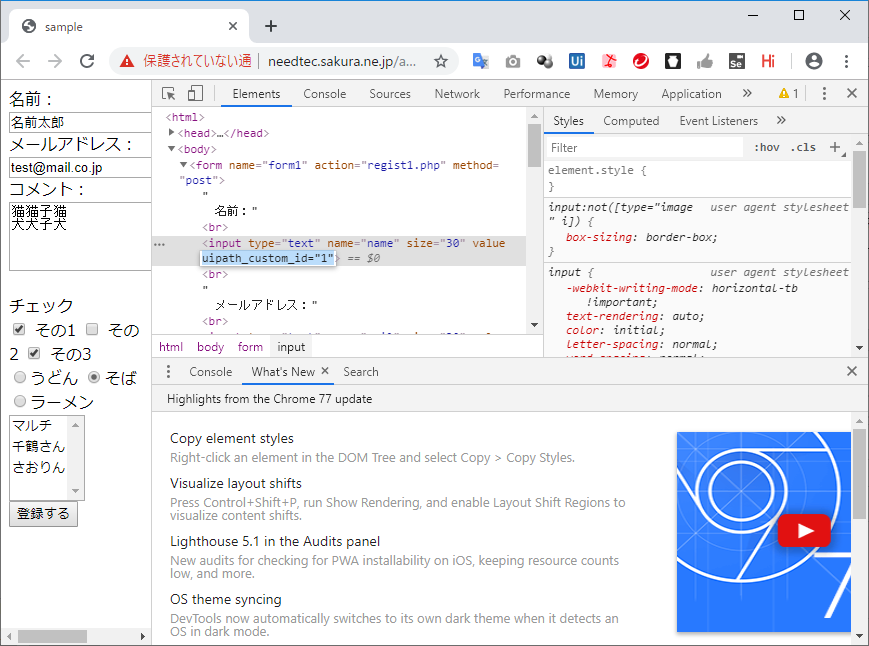 sample
保護されていない通
needtec.sakura.ne.jp/a...
Ui
Se
Hi
名前：
名前太郎
メールアドレス：
test@mail.co.jp
コメント：
猫猫子猫
犬犬子犬
チェック
その1 その
2 その3
うどん そば
ラーメン
マルチ
千鶴さん
さおりん
登録する
Elements Console Sources Network Performance Memory Application » 1
<html>
<head>…</head>
<body>
<form name="form1" action="regist1.php" method=
"post">
"
名前："
<br>
<input type="text" name="name" size="30" value
uipath_custom_id="1"> == $0
<br>
"
メールアドレス："
<br>
html body form input
Styles Computed Event Listeners »
Filter :hov .cls +
element.style {
}
input:not([type="image user agent stylesheet
" i]) {
box-sizing: border-box;
}
input { user agent stylesheet
-webkit-writing-mode: horizontal-tb
!important;
text-rendering: auto;
color: initial;
letter-spacing: normal;
word-spacing: normal;
Console What's New Search
Highlights from the Chrome 77 update
Copy element styles
Right-click an element in the DOM Tree and select Copy > Copy Styles.
Visualize layout shifts
Press Control+Shift+P, run Show Rendering, and enable Layout Shift Regions to
visualize content shifts.
Lighthouse 5.1 in the Audits panel
New audits for checking for PWA installability on iOS, keeping resource counts
low, and more.
OS theme syncing
DevTools now automatically switches to its own dark theme when it detects an
OS in dark mode.